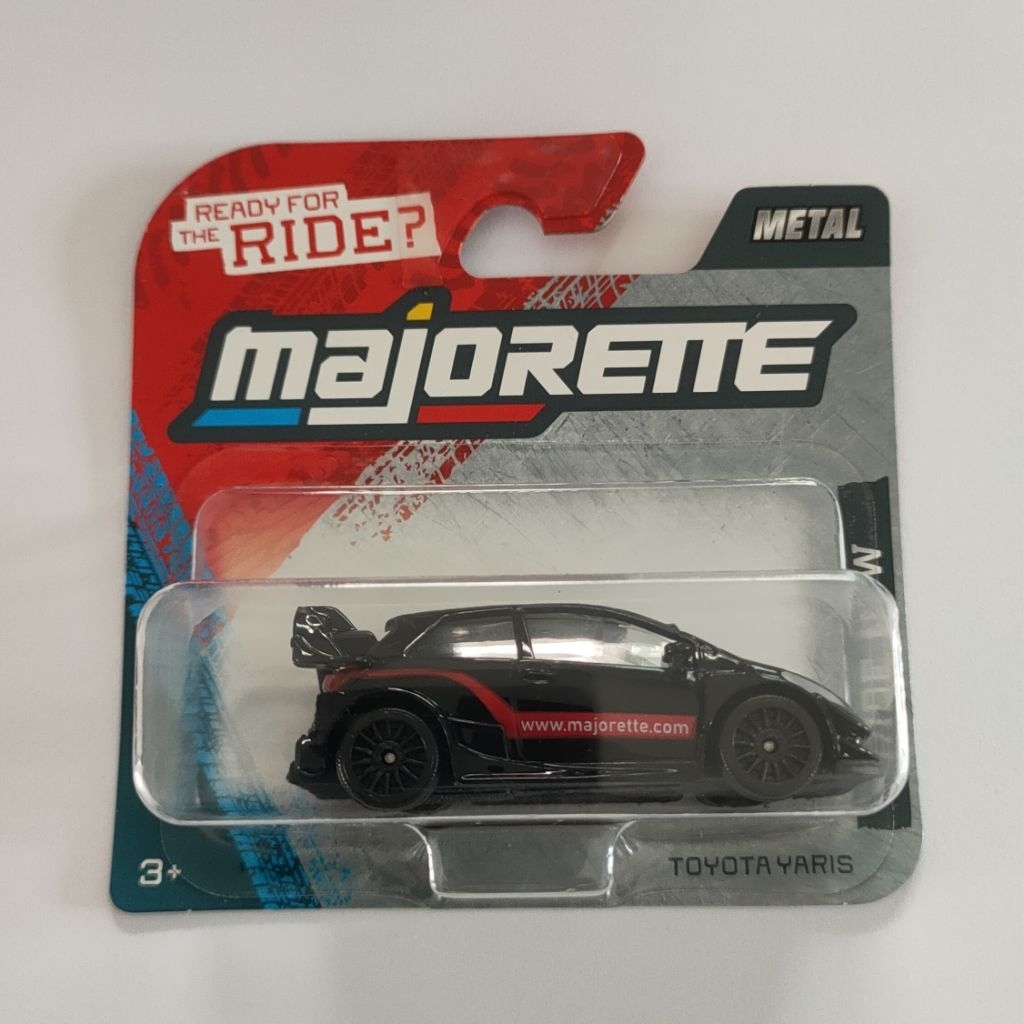 READY FOR
THE RIDE?
METAL
majorette
www.majorette.com
3+
TOYOTA YARIS